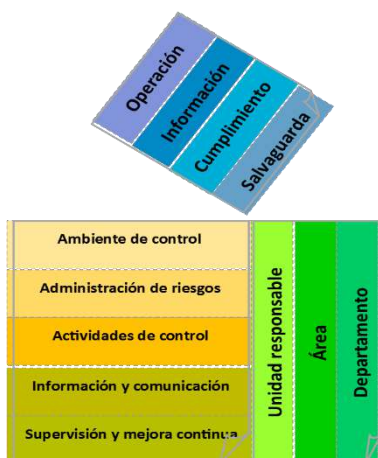 Operación
Información
Cumplimiento
Salvaguarda
Ambiente de control
Administración de riesgos
Actividades de control
Información y comunicación
Supervisión y mejora continua
Unidad responsable
Área
Departamento